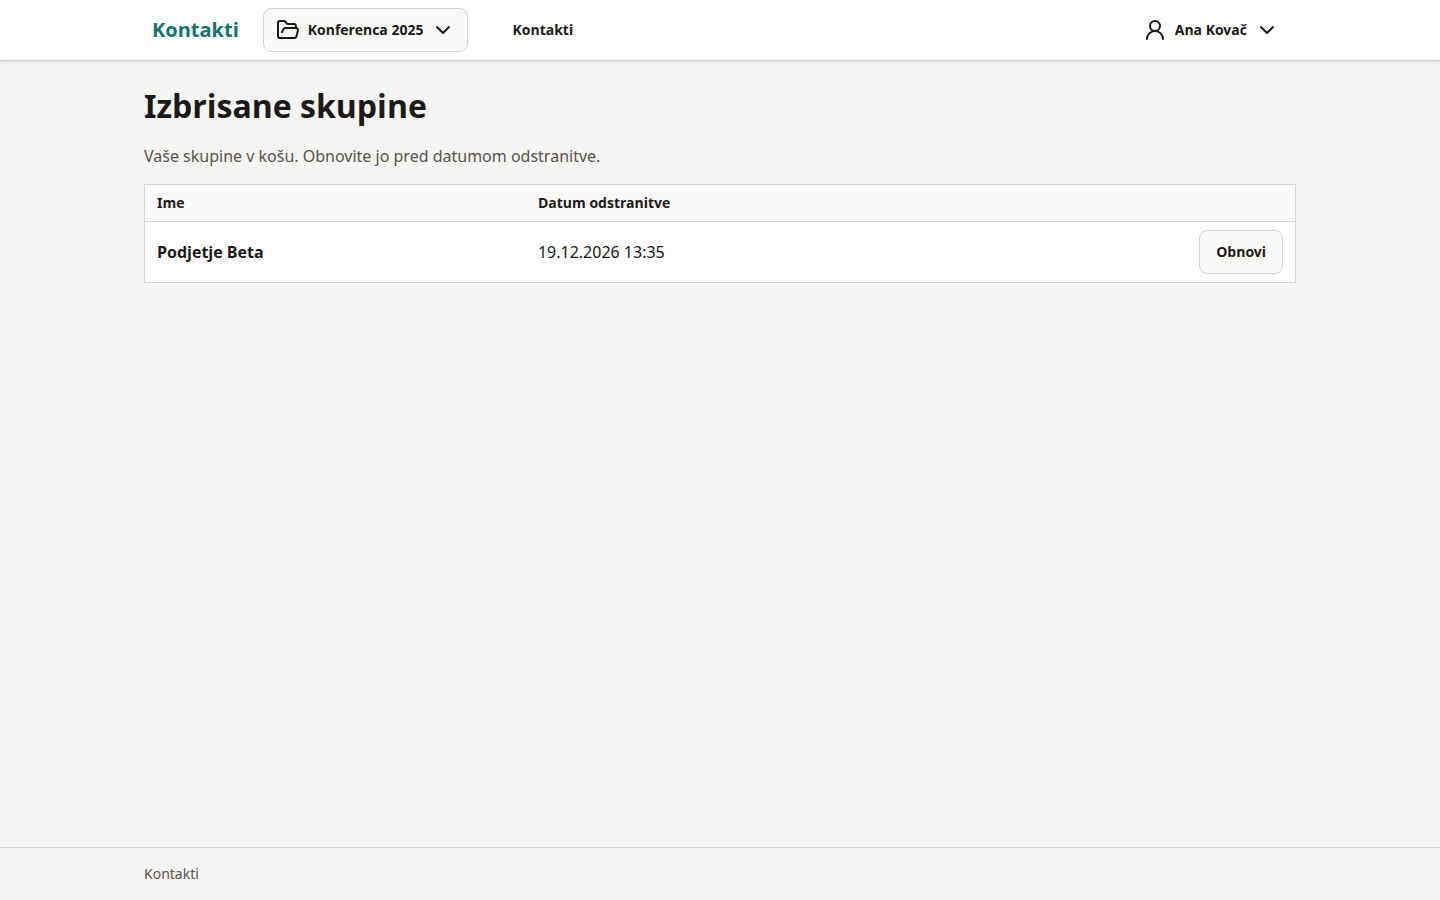 Kontakti
Konferenca 2025
Kontakti
Ana Kovač
Izbrisane skupine
Vaše skupine v košu. Obnovite jo pred datumom odstranitve.
Ime Datum odstranitve
Podjetje Beta 19.12.2026 13:35 Obnovi
Kontakti